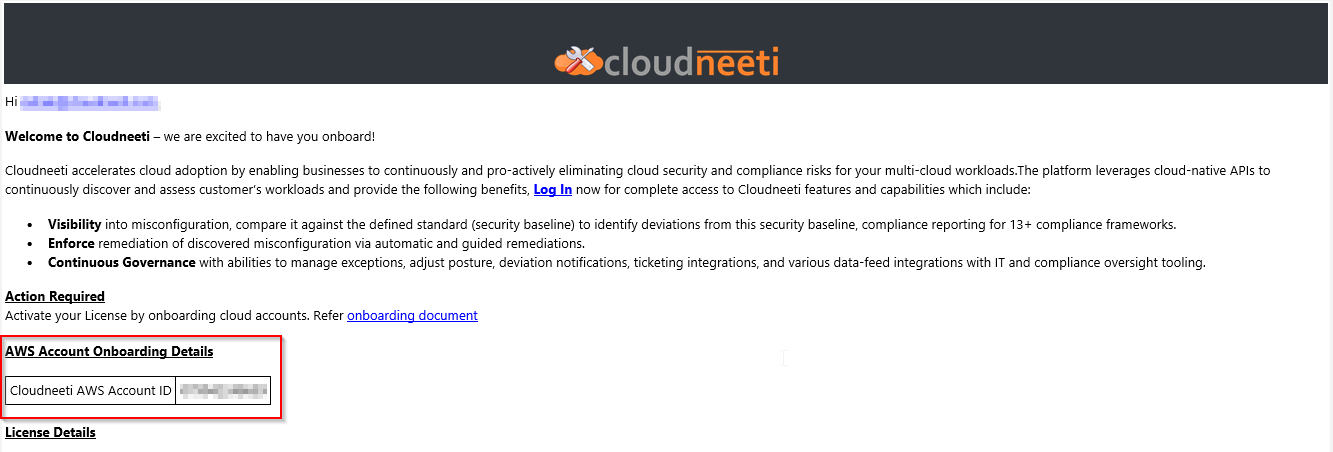 cloudneeti
Hi
Welcome to Cloudneeti – we are excited to have you onboard!
Cloudneeti accelerates cloud adoption by enabling businesses to continuously and pro-actively eliminating cloud security and compliance risks for your multi-cloud workloads.The platform leverages cloud-native APIs to
continuously discover and assess customer's workloads and provide the following benefits, Log In now for complete access to Cloudneeti features and capabilities which include:
• Visibility into misconfiguration, compare it against the defined standard (security baseline) to identify deviations from this security baseline, compliance reporting for 13+ compliance frameworks.
• Enforce remediation of discovered misconfiguration via automatic and guided remediations.
• Continuous Governance with abilities to manage exceptions, adjust posture, deviation notifications, ticketing integrations, and various data-feed integrations with IT and compliance oversight tooling.
Action Required
Activate your License by onboarding cloud accounts. Refer onboarding document
AWS Account Onboarding Details
Cloudneeti AWS Account ID
License Details